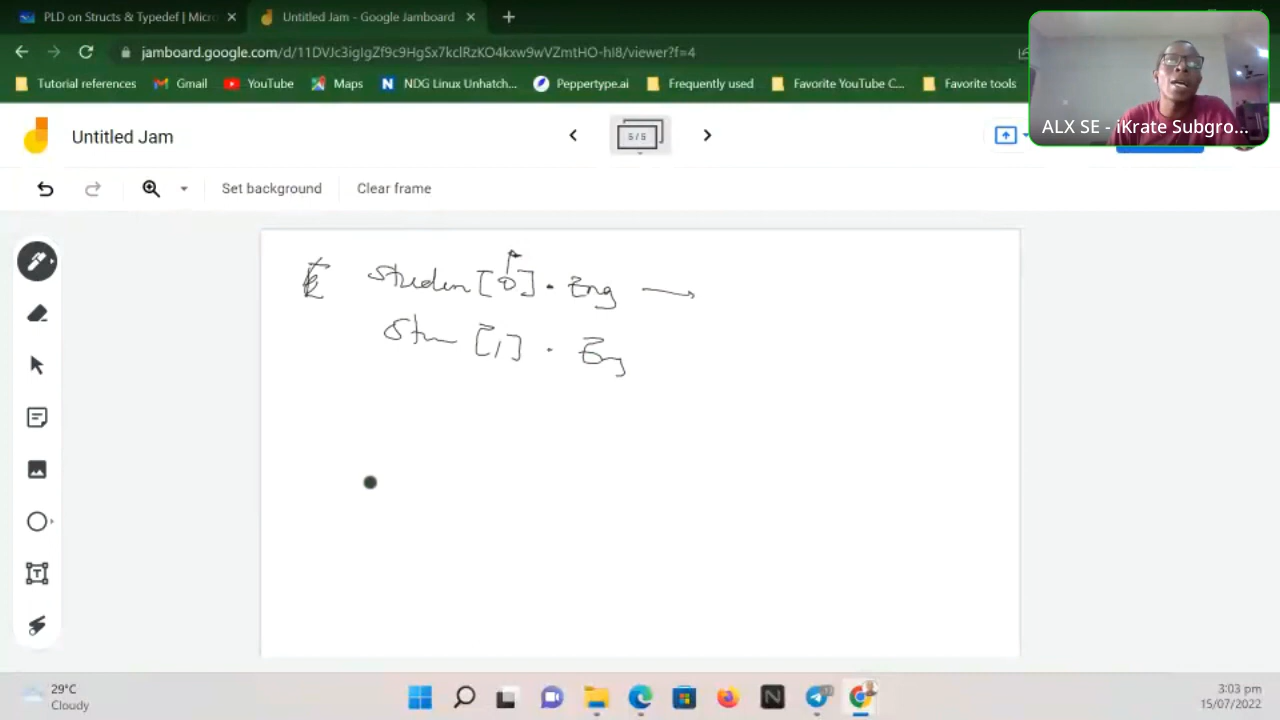 PLD on Structs & Typedef | Micro
Untitled Jam - Google Jamboard
jamboard.google.com/d/11DVJc3igIgZf9c9HgSx7kclRzKO4kxw9wVZmtHO-hI8/viewer?f=4
Tutorial references
Gmail
YouTube
Maps
NDG Linux Unhatch...
Peppertype.ai
Frequently used
Favorite YouTube C...
Favorite tools
ALX SE - iKrate Subgro...
Untitled Jam
5/5
Set background
Clear frame
Studen [0] . Eng
Stu [1] . Eng
29°C
Cloudy
3:03 pm
15/07/2022